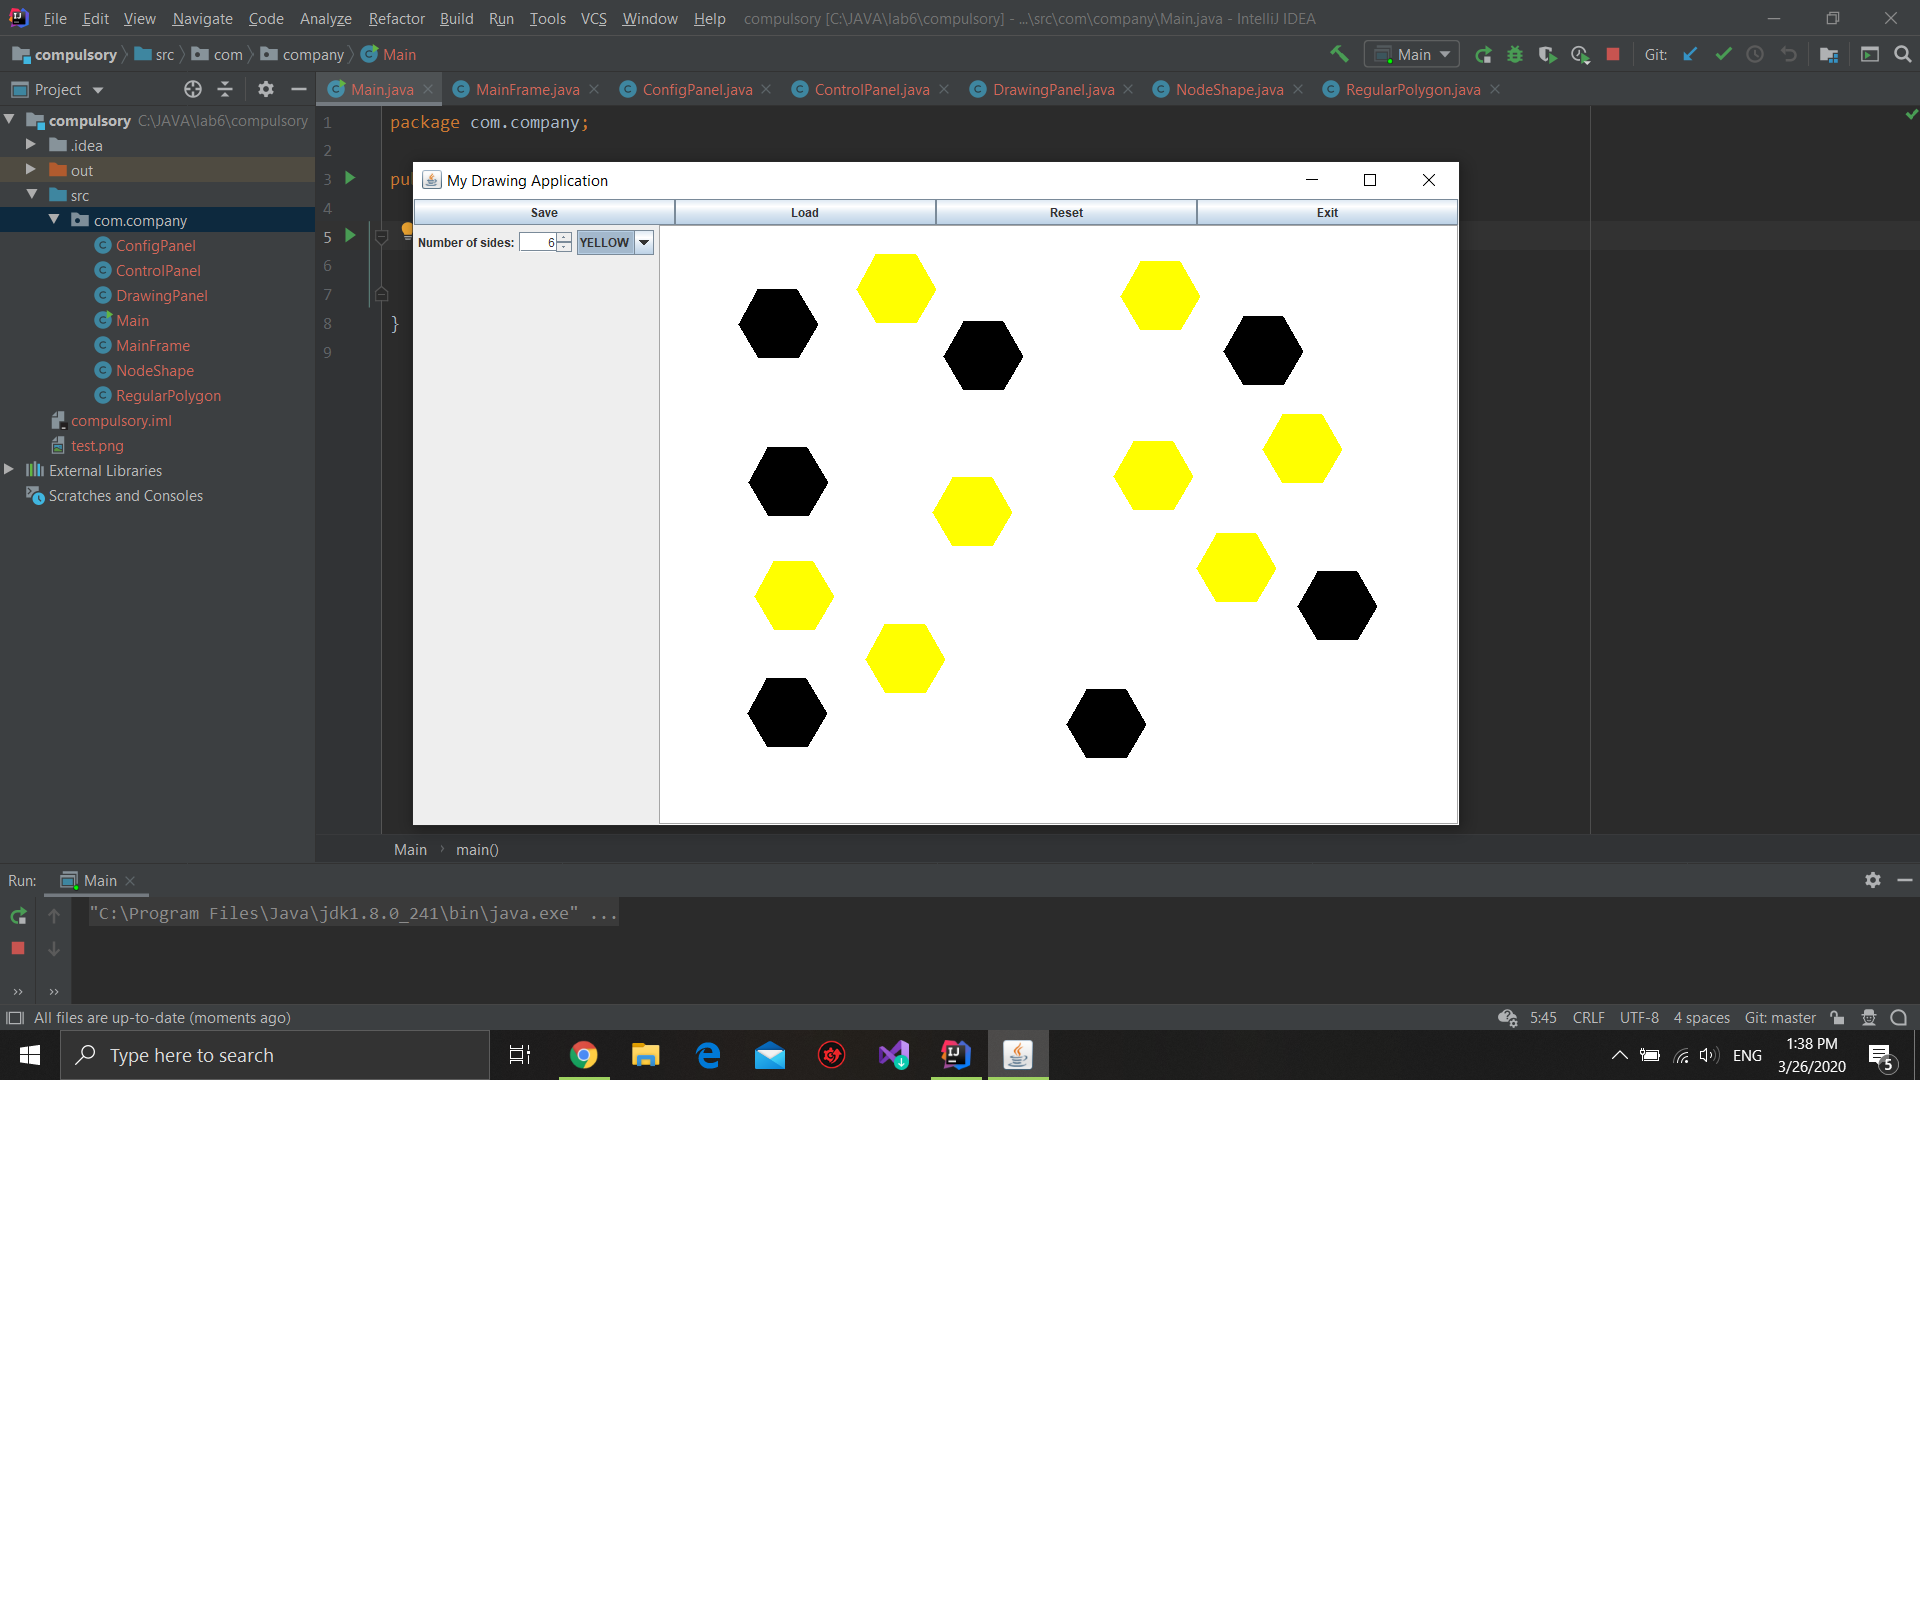 File Edit View Navigate Code Analyze Refactor Build Run Tools VCS Window Help compulsory [C:\JAVA\lab6\compulsory] - ...\src\com\company\Main.java - IntelliJ IDEA
compulsory src com company Main Main Git:
Project Main.java MainFrame.java ConfigPanel.java ControlPanel.java DrawingPanel.java NodeShape.java RegularPolygon.java
compulsory C:\JAVA\lab6\compulsory
.idea
out
src
com.company
ConfigPanel
ControlPanel
DrawingPanel
Main
MainFrame
NodeShape
RegularPolygon
compulsory.iml
test.png
External Libraries
Scratches and Consoles
1 package com.company;
2
3 pu
4
5
6
7
8 }
9
My Drawing Application
Save Load Reset Exit
Number of sides: 6 YELLOW
Main main()
Run: Main
"C:\Program Files\Java\jdk1.8.0_241\bin\java.exe" ...
All files are up-to-date (moments ago) 5:45 CRLF UTF-8 4 spaces Git: master
Type here to search ENG 1:38 PM
3/26/2020 5